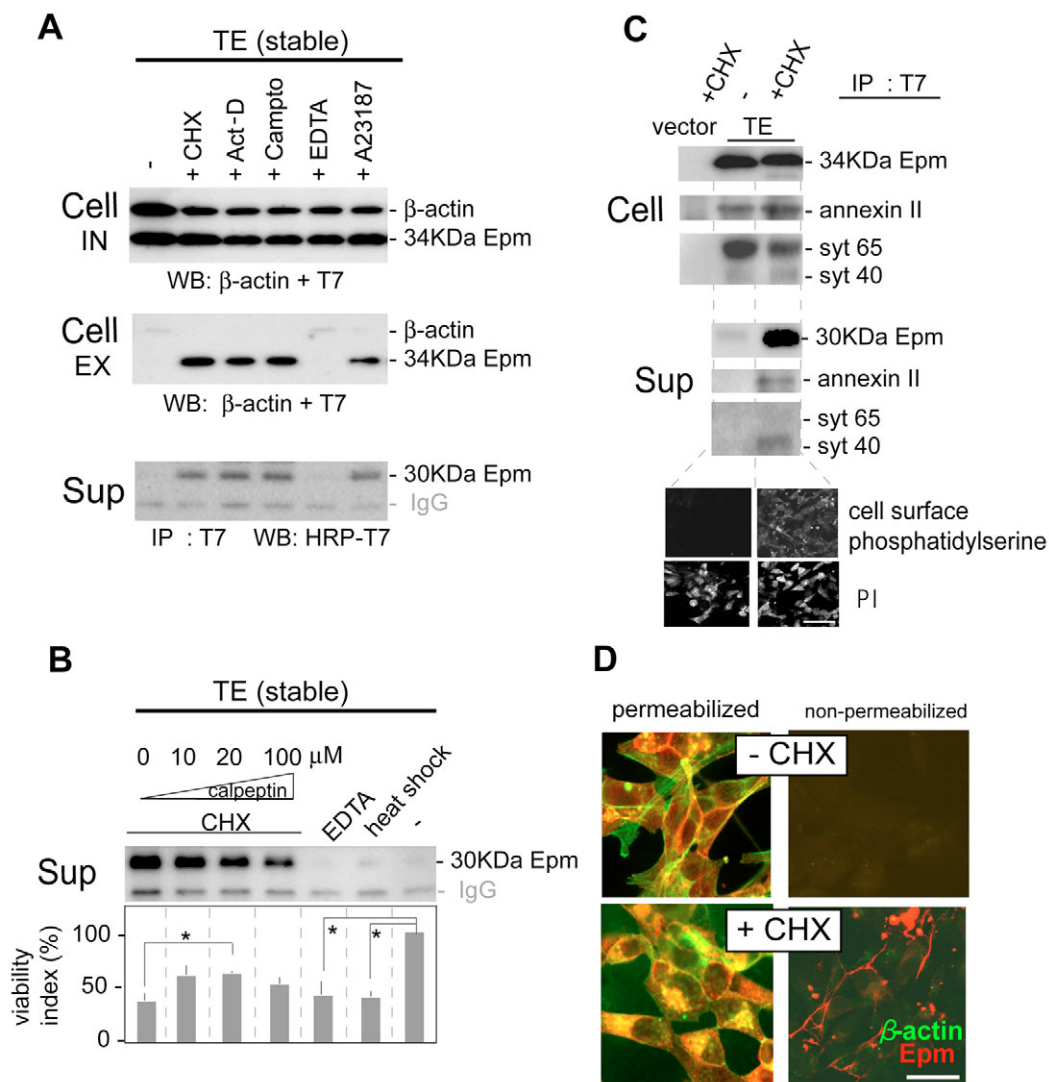 A
TE (stable)
-
+ CHX
+ Act-D
+ Campto
+ EDTA
+ A23187
Cell
IN
- β-actin
- 34KDa Epm
WB: β-actin + T7
Cell
EX
- β-actin
- 34KDa Epm
WB: β-actin + T7
Sup
- 30KDa Epm
- IgG
IP : T7 WB: HRP-T7
B
TE (stable)
0 10 20 100 μM
calpeptin
CHX
EDTA
heat shock
-
Sup
- 30KDa Epm
- IgG
viability
index (%)
100
50
0
*
*
*
C
+CHX
-
+CHX
IP : T7
vector
TE
- 34KDa Epm
Cell
- annexin II
- syt 65
- syt 40
- 30KDa Epm
Sup
- annexin II
- syt 65
- syt 40
cell surface
phosphatidylserine
PI
D
permeabilized
non-permeabilized
- CHX
+ CHX
β-actin
Epm